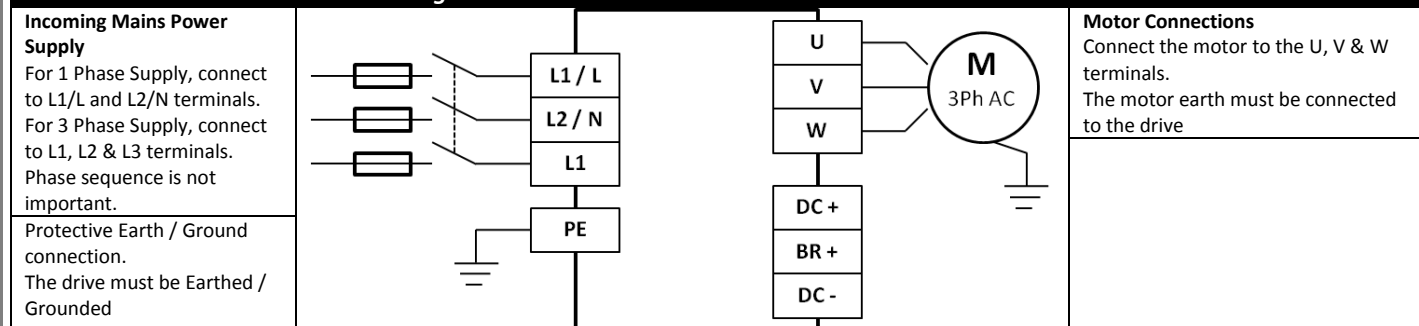 Incoming Mains Power
Supply
For 1 Phase Supply, connect
to L1/L and L2/N terminals.
For 3 Phase Supply, connect
to L1, L2 & L3 terminals.
Phase sequence is not
important.
Protective Earth / Ground
connection.
The drive must be Earthed /
Grounded
L1 / L
L2 / N
L1
PE
U
V
W
DC +
BR +
DC -
M
3Ph AC
Motor Connections
Connect the motor to the U, V & W
terminals.
The motor earth must be connected
to the drive